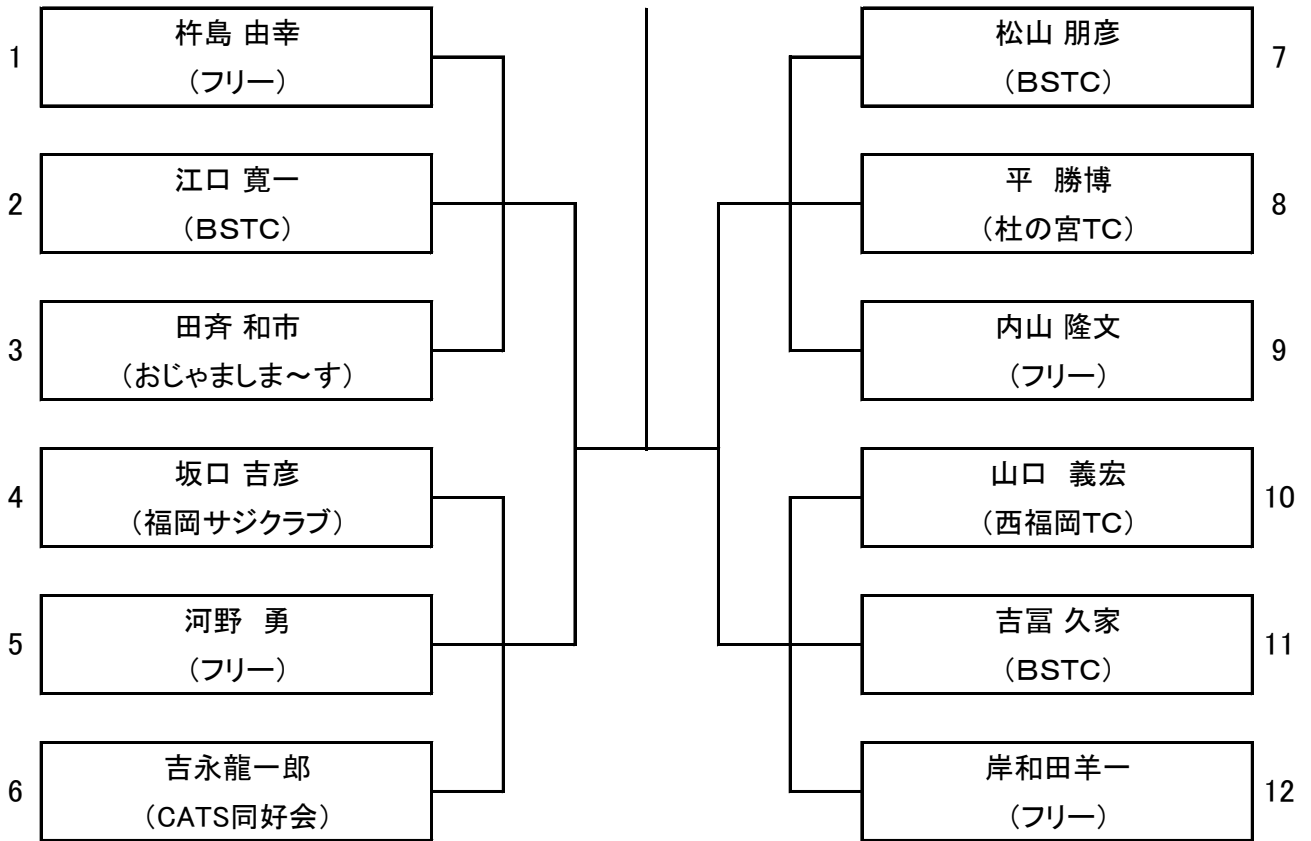 1
杵島 由幸
（フリー）
2
江口 寛一
（BSTC）
3
田斉 和市
（おじゃましま～す）
4
坂口 吉彦
（福岡サジクラブ）
5
河野　勇
（フリー）
6
吉永龍一郎
（CATS同好会）
松山 朋彦
（BSTC）
7
平　勝博
（杜の宮TC）
8
内山 隆文
（フリー）
9
山口　義宏
（西福岡TC）
10
吉冨 久家
（BSTC）
11
岸和田羊一
（フリー）
12